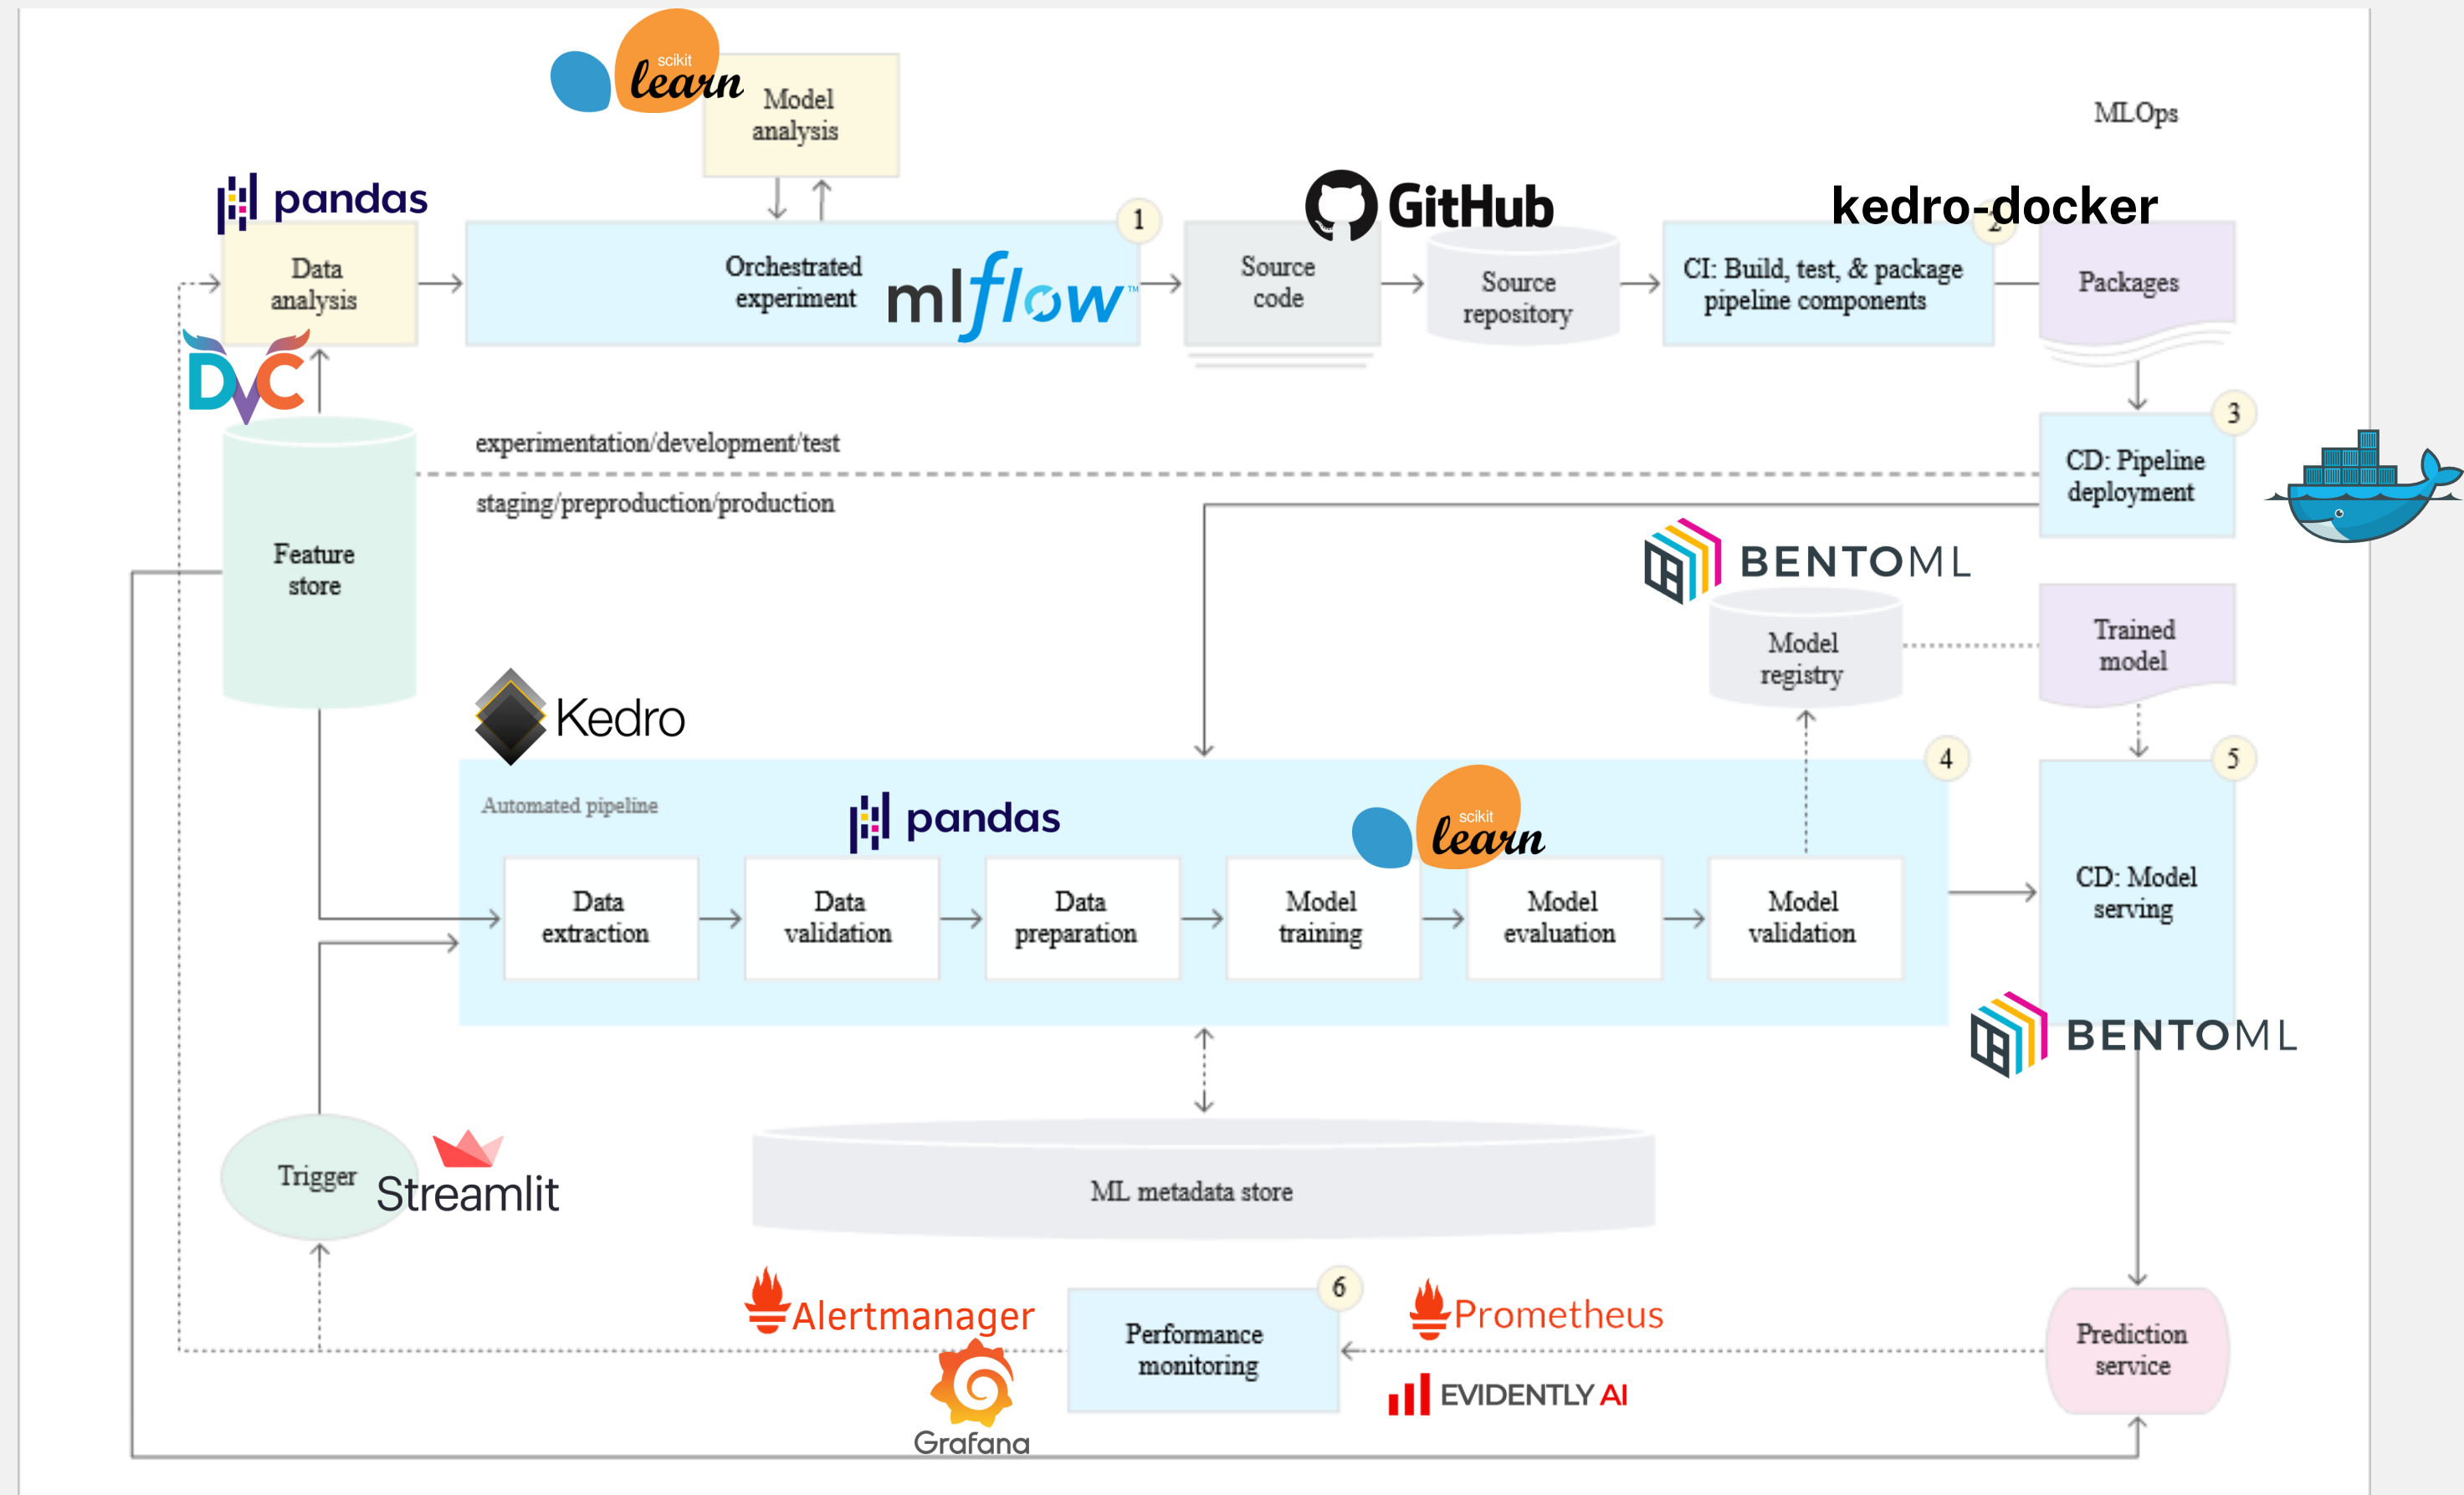 scikit
learn
Model
analysis
MLOps
pandas
GitHub
kedro-docker
1
2
Data
analysis
Orchestrated
experiment
mlflow™
Source
code
Source
repository
CI: Build, test, & package
pipeline components
Packages
DVC
3
experimentation/development/test
staging/preproduction/production
CD: Pipeline
deployment
Feature
store
BENTOML
Model
registry
Trained
model
Kedro
4
5
Automated pipeline
pandas
scikit
learn
Data
extraction
Data
validation
Data
preparation
Model
training
Model
evaluation
Model
validation
CD: Model
serving
BENTOML
Trigger
Streamlit
ML metadata store
6
Alertmanager
Performance
monitoring
Prometheus
Prediction
service
EVIDENTLY AI
Grafana